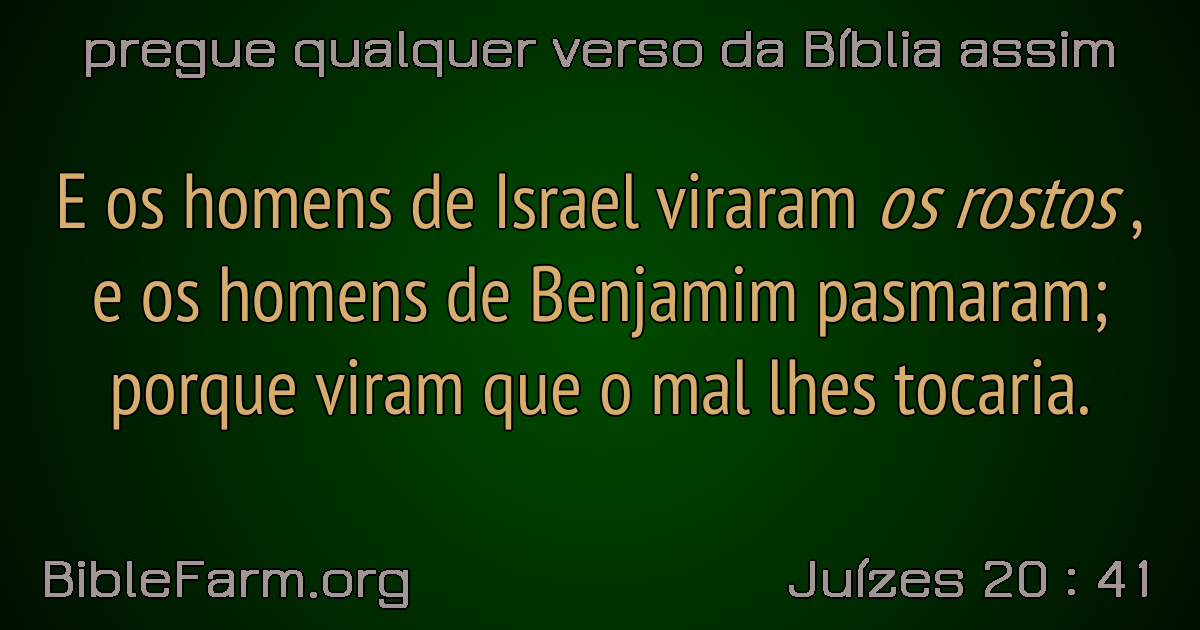 pregue qualquer verso da Bíblia assim
E os homens de Israel viraram os rostos ,
e os homens de Benjamim pasmaram;
porque viram que o mal lhes tocaria.
BibleFarm.org
Juízes 20 : 41